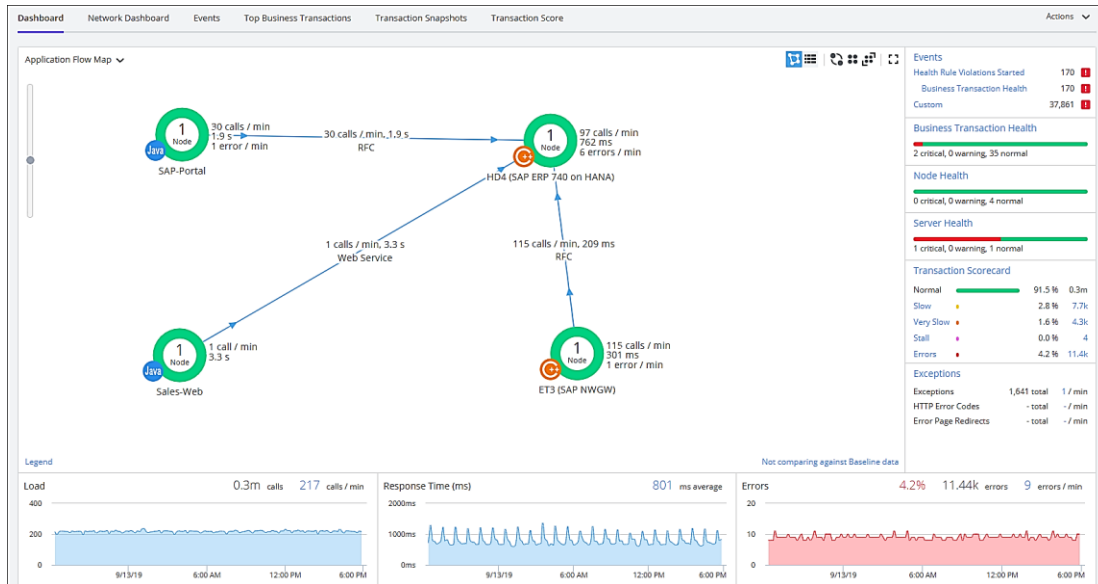 Dashboard Network Dashboard Events Top Business Transactions Transaction Snapshots Transaction Score Actions
Application Flow Map
1
Node
Java
SAP-Portal
30 calls / min
1.9 s
1 error / min
30 calls / min, 1.9 s
RFC
1
Node
97 calls / min
762 ms
6 errors / min
HD4 (SAP ERP 740 on HANA)
1 calls / min, 3.3 s
Web Service
115 calls / min, 209 ms
RFC
1
Node
Java
1 call / min
3.3 s
Sales-Web
1
Node
115 calls / min
301 ms
1 error / min
ET3 (SAP NWGW)
Legend
Not comparing against Baseline data
Events
Health Rule Violations Started 170 !
Business Transaction Health 170 !
Custom 37,861 !
Business Transaction Health
2 critical, 0 warning, 35 normal
Node Health
0 critical, 0 warning, 4 normal
Server Health
1 critical, 0 warning, 1 normal
Transaction Scorecard
Normal 91.5 % 0.3m
Slow 2.8 % 7.7k
Very Slow 1.6 % 4.3k
Stall 0.0 % 4
Errors 4.2 % 11.4k
Exceptions
Exceptions 1,641 total 1 / min
HTTP Error Codes - total - / min
Error Page Redirects - total - / min
Load 0.3m calls 217 calls / min
400
200
0
9/13/19 6:00 AM 12:00 PM 6:00 PM
Response Time (ms) 801 ms average
2000ms
1000ms
0ms
9/13/19 6:00 AM 12:00 PM 6:00 PM
Errors 4.2% 11.44k errors 9 errors / min
20
10
0
9/13/19 6:00 AM 12:00 PM 6:00 PM